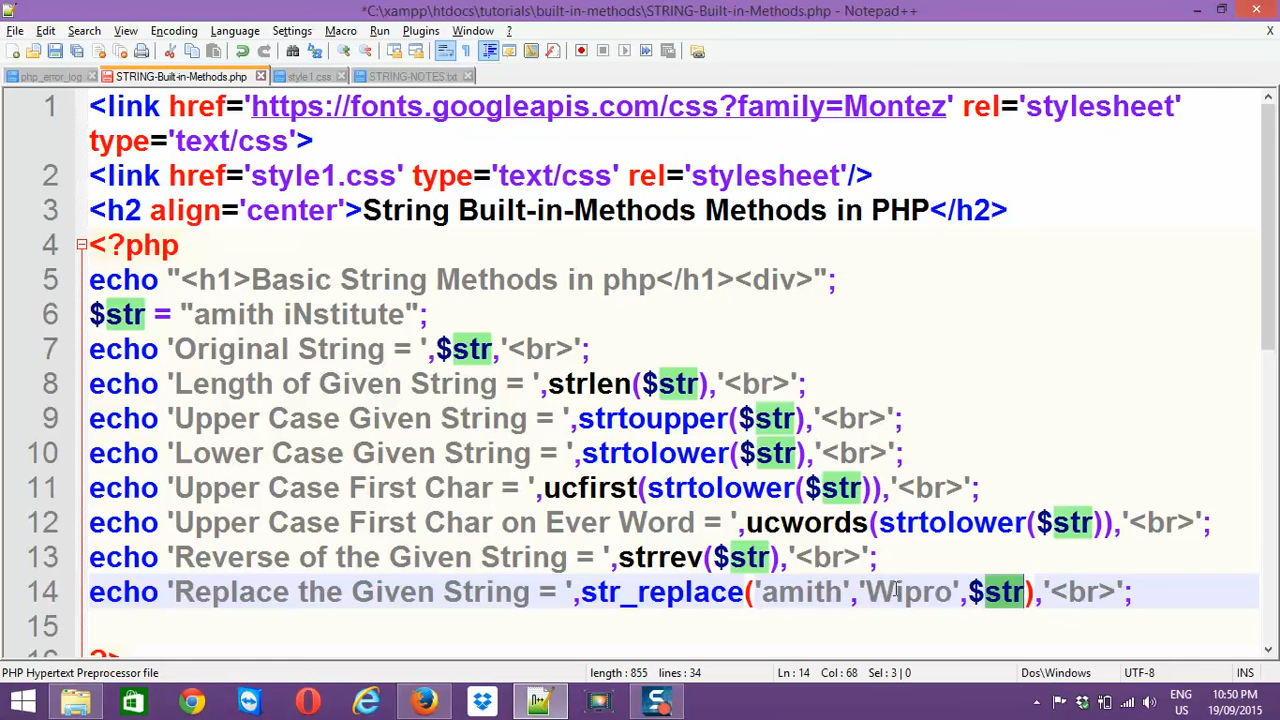 *C:\xampp\htdocs\tutorials\built-in-methods\STRING-Built-in-Methods.php - Notepad++
File Edit Search View Encoding Language Settings Macro Run Plugins Window ? X
php_error_log STRING-Built-in-Methods.php style1.css STRING-NOTES.txt
1 <link href='https://fonts.googleapis.com/css?family=Montez' rel='stylesheet'
type='text/css'>
2 <link href='style1.css' type='text/css' rel='stylesheet'/>
3 <h2 align='center'>String Built-in-Methods Methods in PHP</h2>
4 <?php
5 echo "<h1>Basic String Methods in php</h1><div>";
6 $str = "amith iNstitute";
7 echo 'Original String = ',$str,'<br>';
8 echo 'Length of Given String = ',strlen($str),'<br>';
9 echo 'Upper Case Given String = ',strtoupper($str),'<br>';
10 echo 'Lower Case Given String = ',strtolower($str),'<br>';
11 echo 'Upper Case First Char = ',ucfirst(strtolower($str)),'<br>';
12 echo 'Upper Case First Char on Ever Word = ',ucwords(strtolower($str)),'<br>';
13 echo 'Reverse of the Given String = ',strrev($str),'<br>';
14 echo 'Replace the Given String = ',str_replace('amith','Wipro',$str),'<br>';
15
16 ?>
PHP Hypertext Preprocessor file length : 855 lines : 34 Ln : 14 Col : 68 Sel : 3 | 0 Dos\Windows UTF-8 INS
ENG 10:50 PM
US 19/09/2015